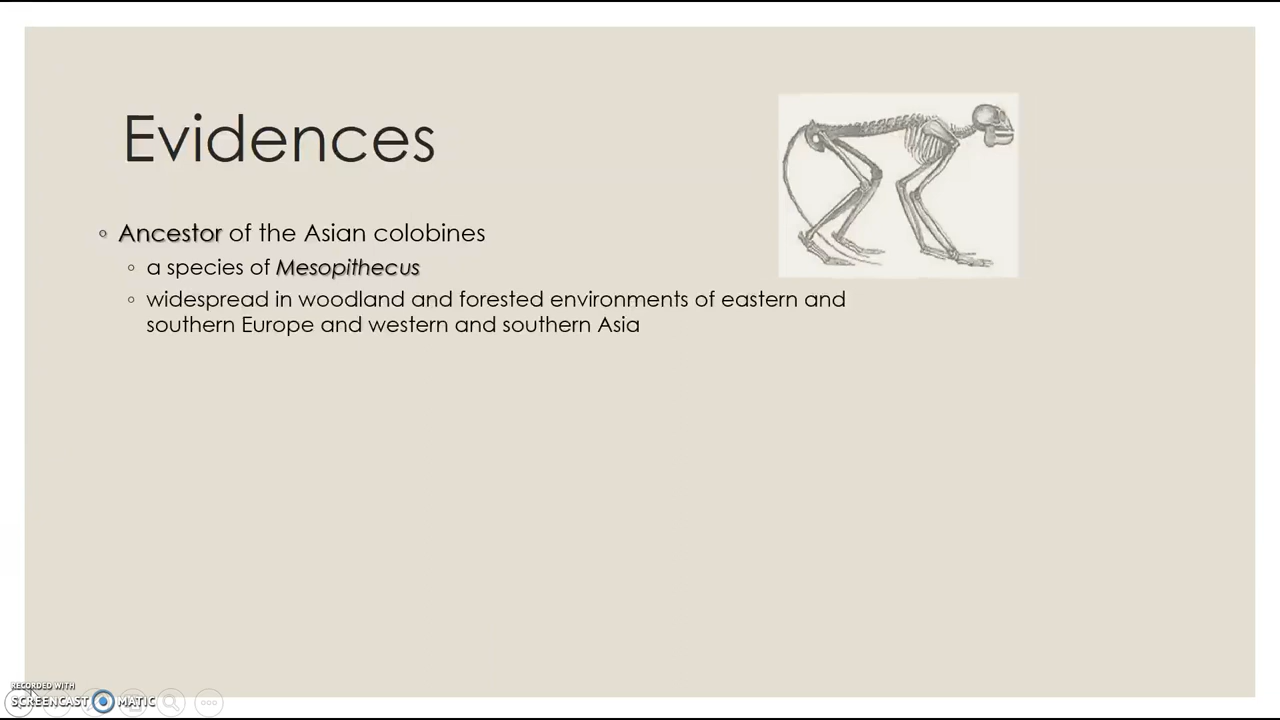 Evidences
◦ Ancestor of the Asian colobines
◦ a species of Mesopithecus
◦ widespread in woodland and forested environments of eastern and
southern Europe and western and southern Asia
RECORDED WITH
SCREENCAST MATIC